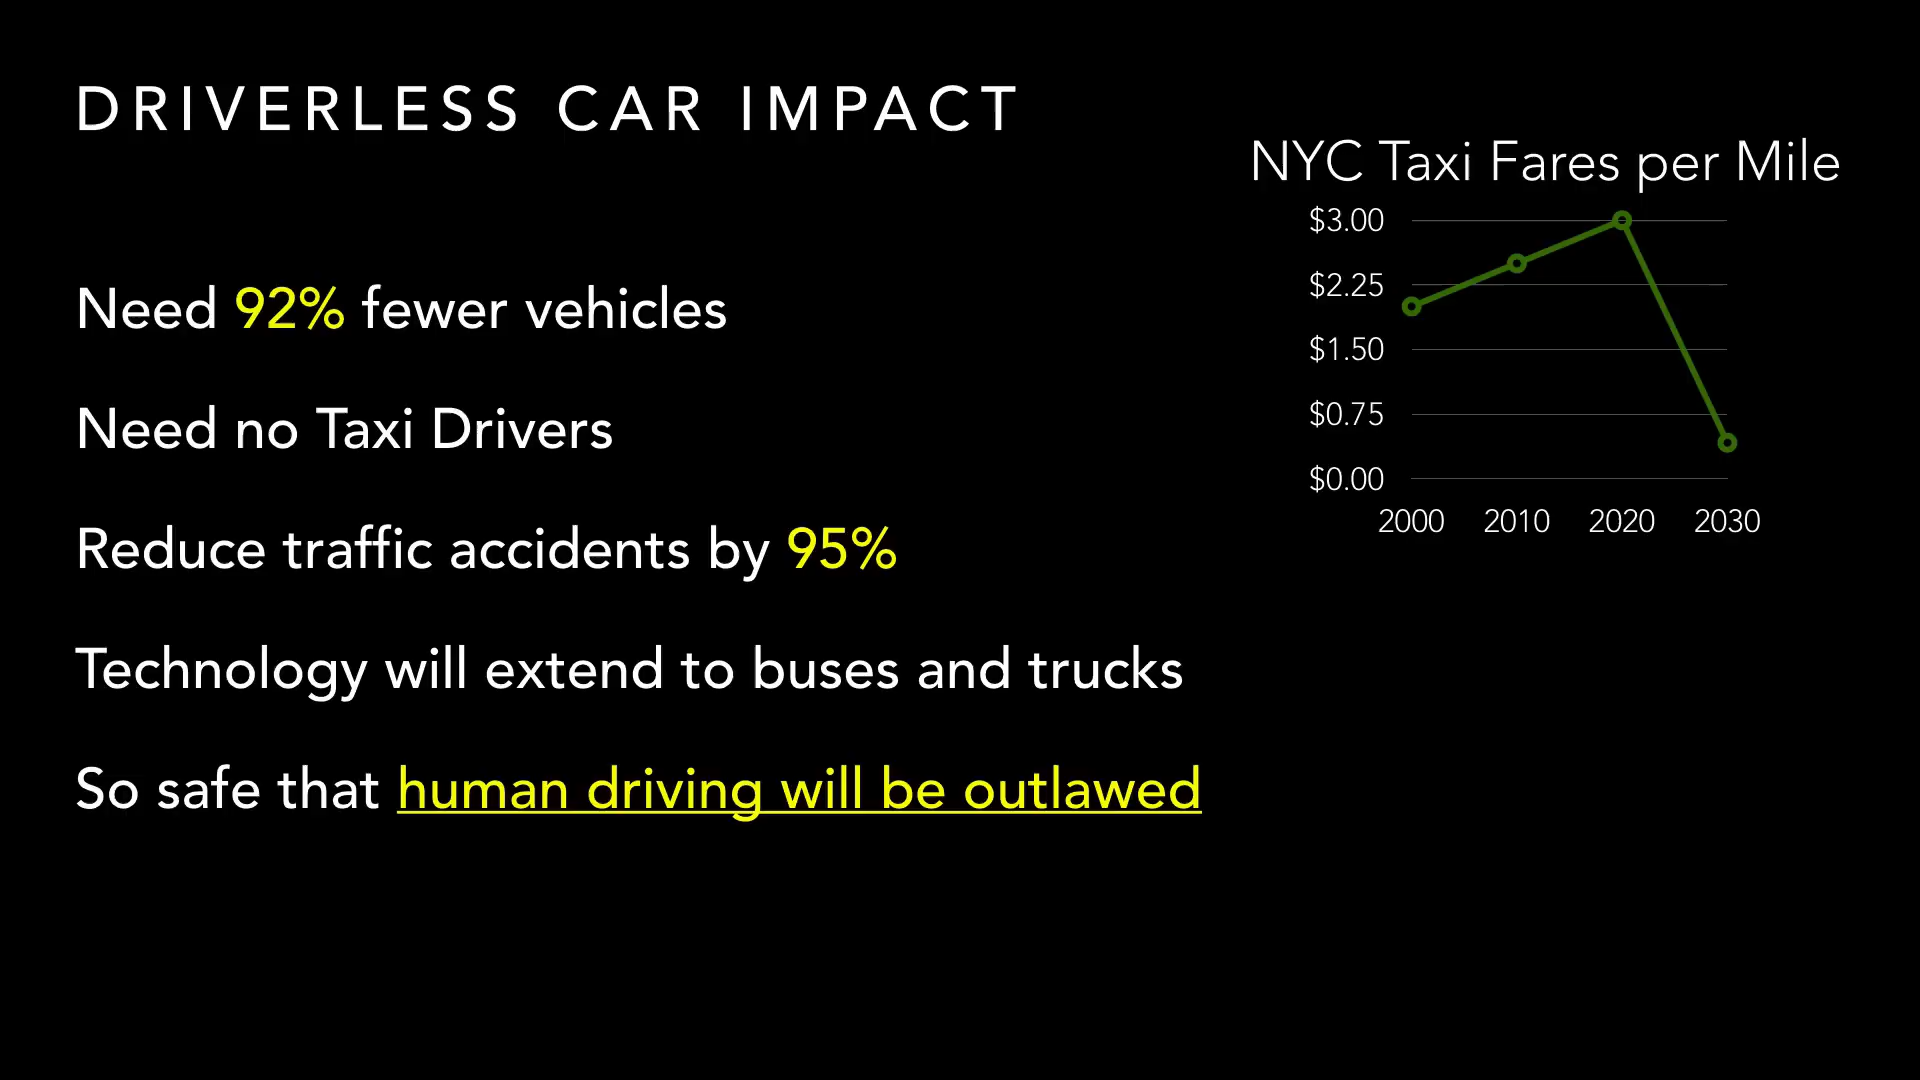 DRIVERLESS CAR IMPACT
Need 92% fewer vehicles
Need no Taxi Drivers
Reduce traffic accidents by 95%
Technology will extend to buses and trucks
So safe that human driving will be outlawed
NYC Taxi Fares per Mile
$3.00
$2.25
$1.50
$0.75
$0.00
2000 2010 2020 2030